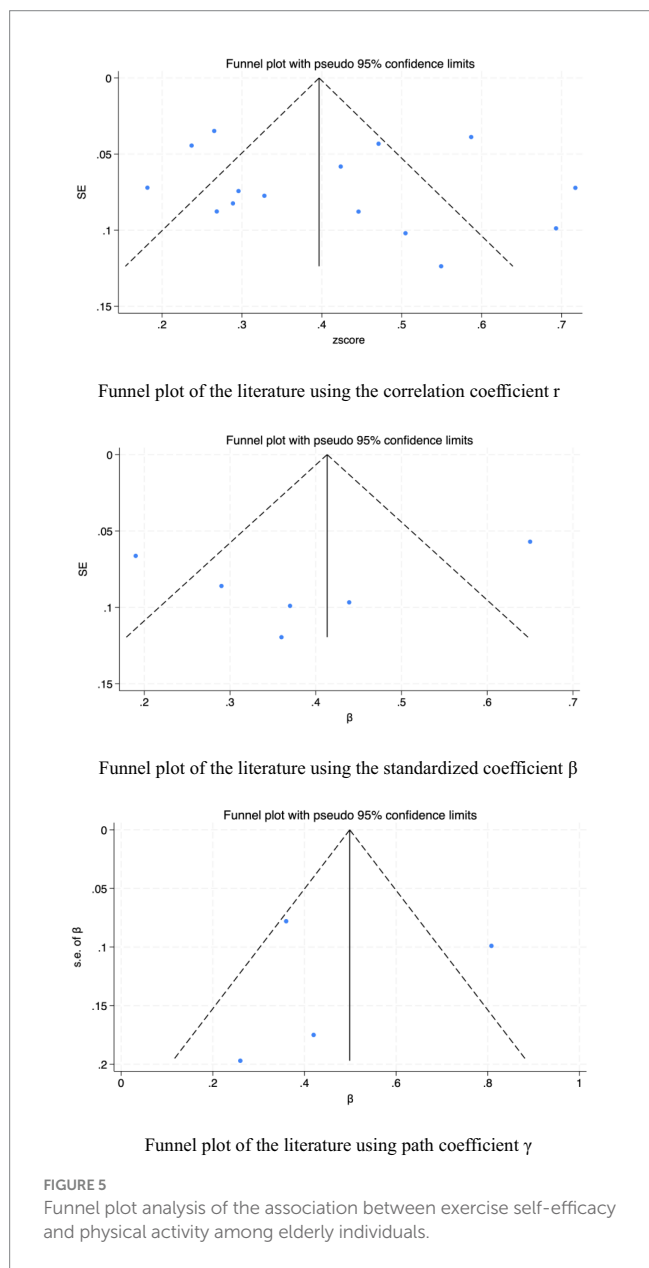 Funnel plot with pseudo 95% confidence limits
0
.05
.1
.15
SE
.2 .3 .4 .5 .6 .7
zscore
Funnel plot of the literature using the correlation coefficient r
Funnel plot with pseudo 95% confidence limits
0
.05
.1
.15
SE
.2 .3 .4 .5 .6 .7
β
Funnel plot of the literature using the standardized coefficient β
Funnel plot with pseudo 95% confidence limits
0
.05
.1
.15
.2
s.e. of β
0 .2 .4 .6 .8 1
β
Funnel plot of the literature using path coefficient γ
FIGURE 5
Funnel plot analysis of the association between exercise self-efficacy
and physical activity among elderly individuals.